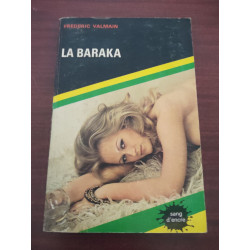 FREDERIC VALMAIN
LA BARAKA
sang
d'encre